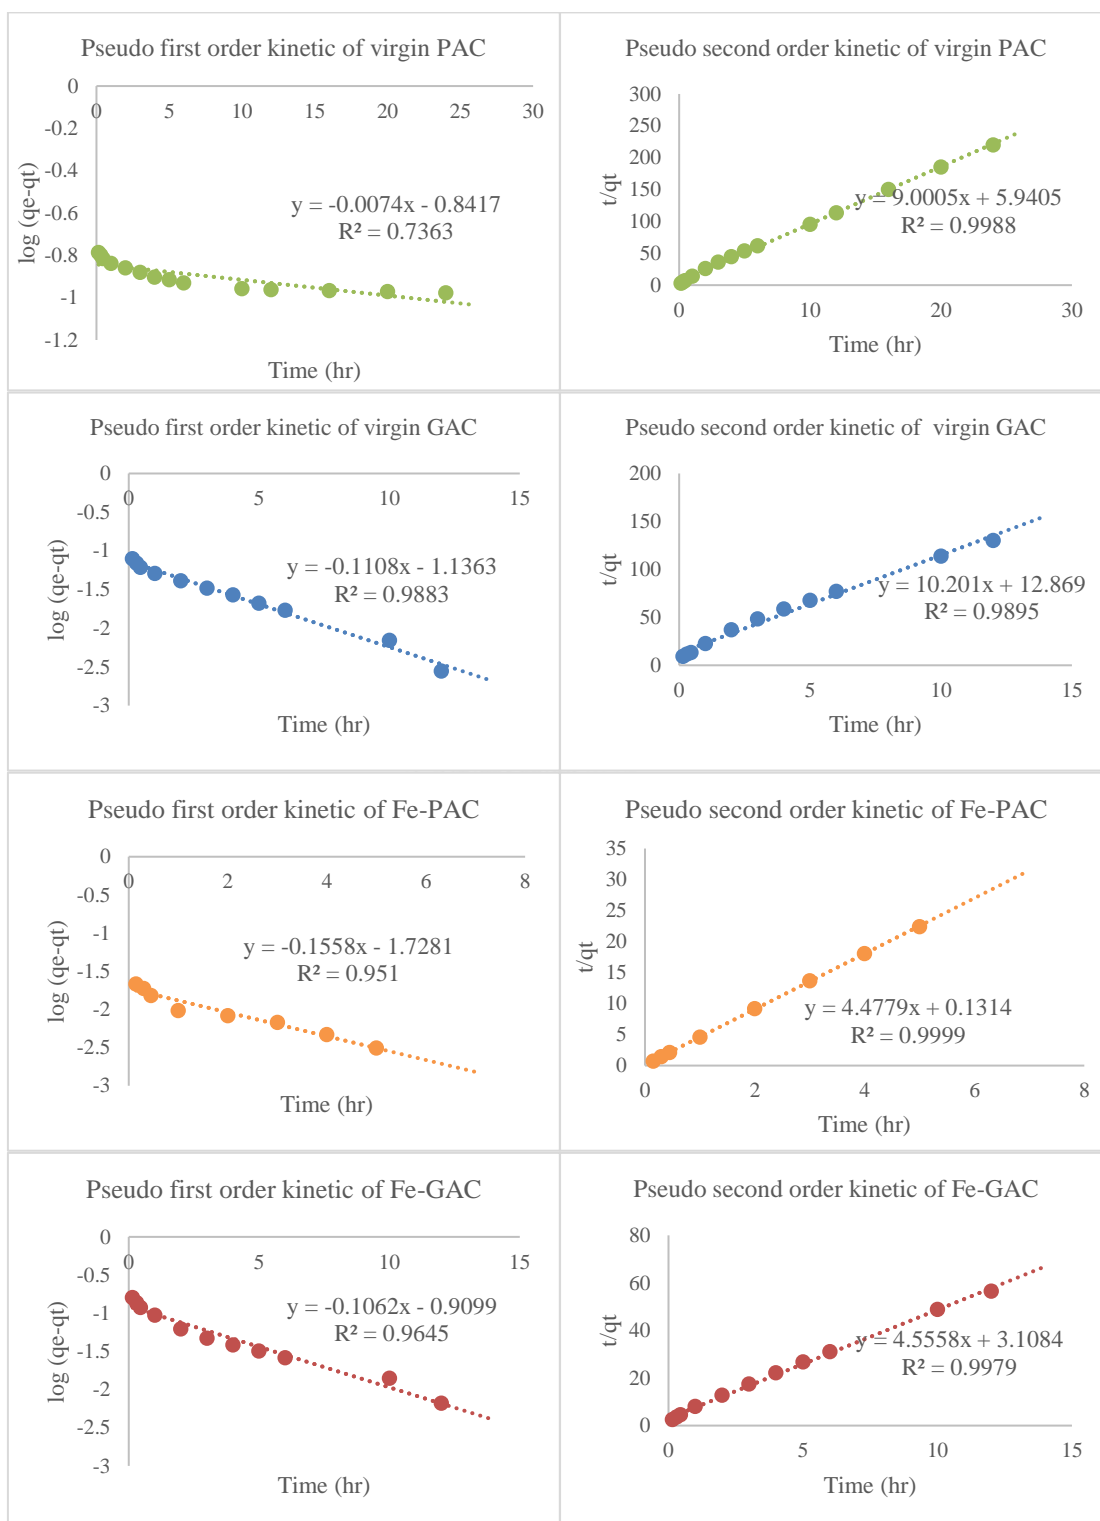 Pseudo first order kinetic of virgin PAC
0
0 5 10 15 20 25 30
-0.2
-0.4
-0.6
-0.8
-1
-1.2
log (qe-qt)
y = -0.0074x - 0.8417
R² = 0.7363
Time (hr)
Pseudo second order kinetic of virgin PAC
300
250
200
150
100
50
0
t/qt
y = 9.0005x + 5.9405
R² = 0.9988
0 10 20 30
Time (hr)
Pseudo first order kinetic of virgin GAC
0
0 5 10 15
-0.5
-1
-1.5
-2
-2.5
-3
log (qe-qt)
y = -0.1108x - 1.1363
R² = 0.9883
Time (hr)
Pseudo second order kinetic of virgin GAC
200
150
100
50
0
t/qt
y = 10.201x + 12.869
R² = 0.9895
0 5 10 15
Time (hr)
Pseudo first order kinetic of Fe-PAC
0
0 2 4 6 8
-0.5
-1
-1.5
-2
-2.5
-3
log (qe-qt)
y = -0.1558x - 1.7281
R² = 0.951
Time (hr)
Pseudo second order kinetic of Fe-PAC
35
30
25
20
15
10
5
0
t/qt
y = 4.4779x + 0.1314
R² = 0.9999
0 2 4 6 8
Time (hr)
Pseudo first order kinetic of Fe-GAC
0
0 5 10 15
-0.5
-1
-1.5
-2
-2.5
-3
log (qe-qt)
y = -0.1062x - 0.9099
R² = 0.9645
Time (hr)
Pseudo second order kinetic of Fe-GAC
80
60
40
20
0
t/qt
y = 4.5558x + 3.1084
R² = 0.9979
0 5 10 15
Time (hr)